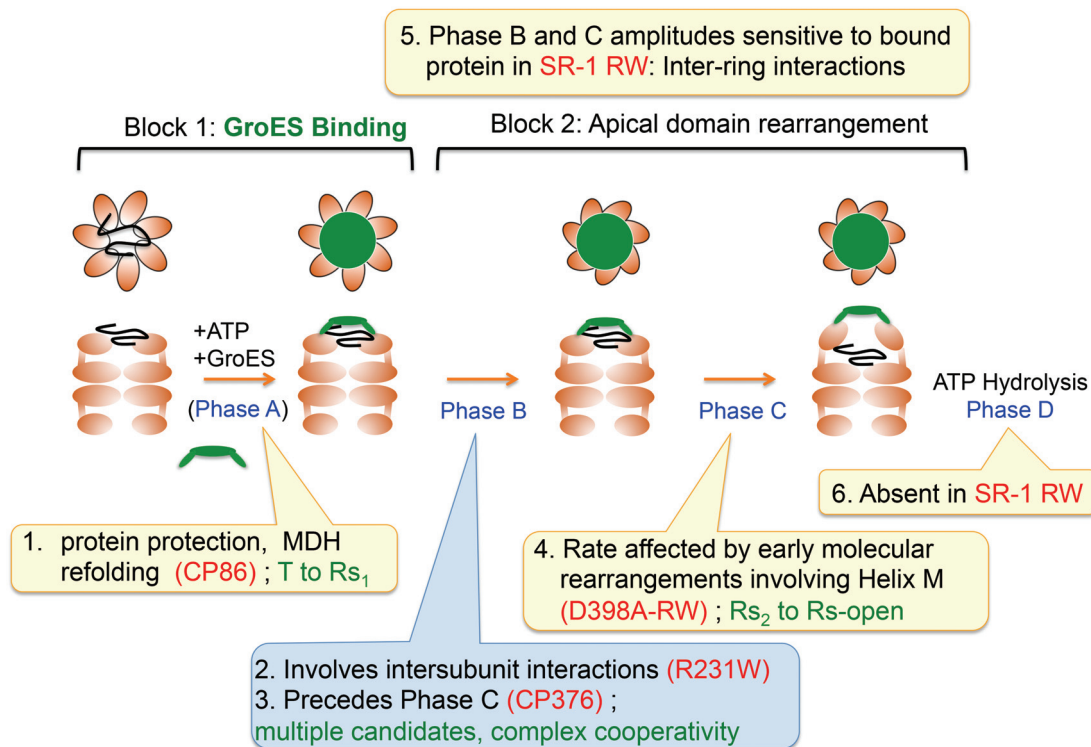 5. Phase B and C amplitudes sensitive to bound
protein in SR-1 RW: Inter-ring interactions
Block 1: GroES Binding
Block 2: Apical domain rearrangement
+ATP
+GroES
(Phase A)
Phase B
Phase C
ATP Hydrolysis
Phase D
6. Absent in SR-1 RW
1. protein protection, MDH
refolding (CP86) ; T to Rs₁
4. Rate affected by early molecular
rearrangements involving Helix M
(D398A-RW) ; Rs₂ to Rs-open
2. Involves intersubunit interactions (R231W)
3. Precedes Phase C (CP376) ;
multiple candidates, complex cooperativity